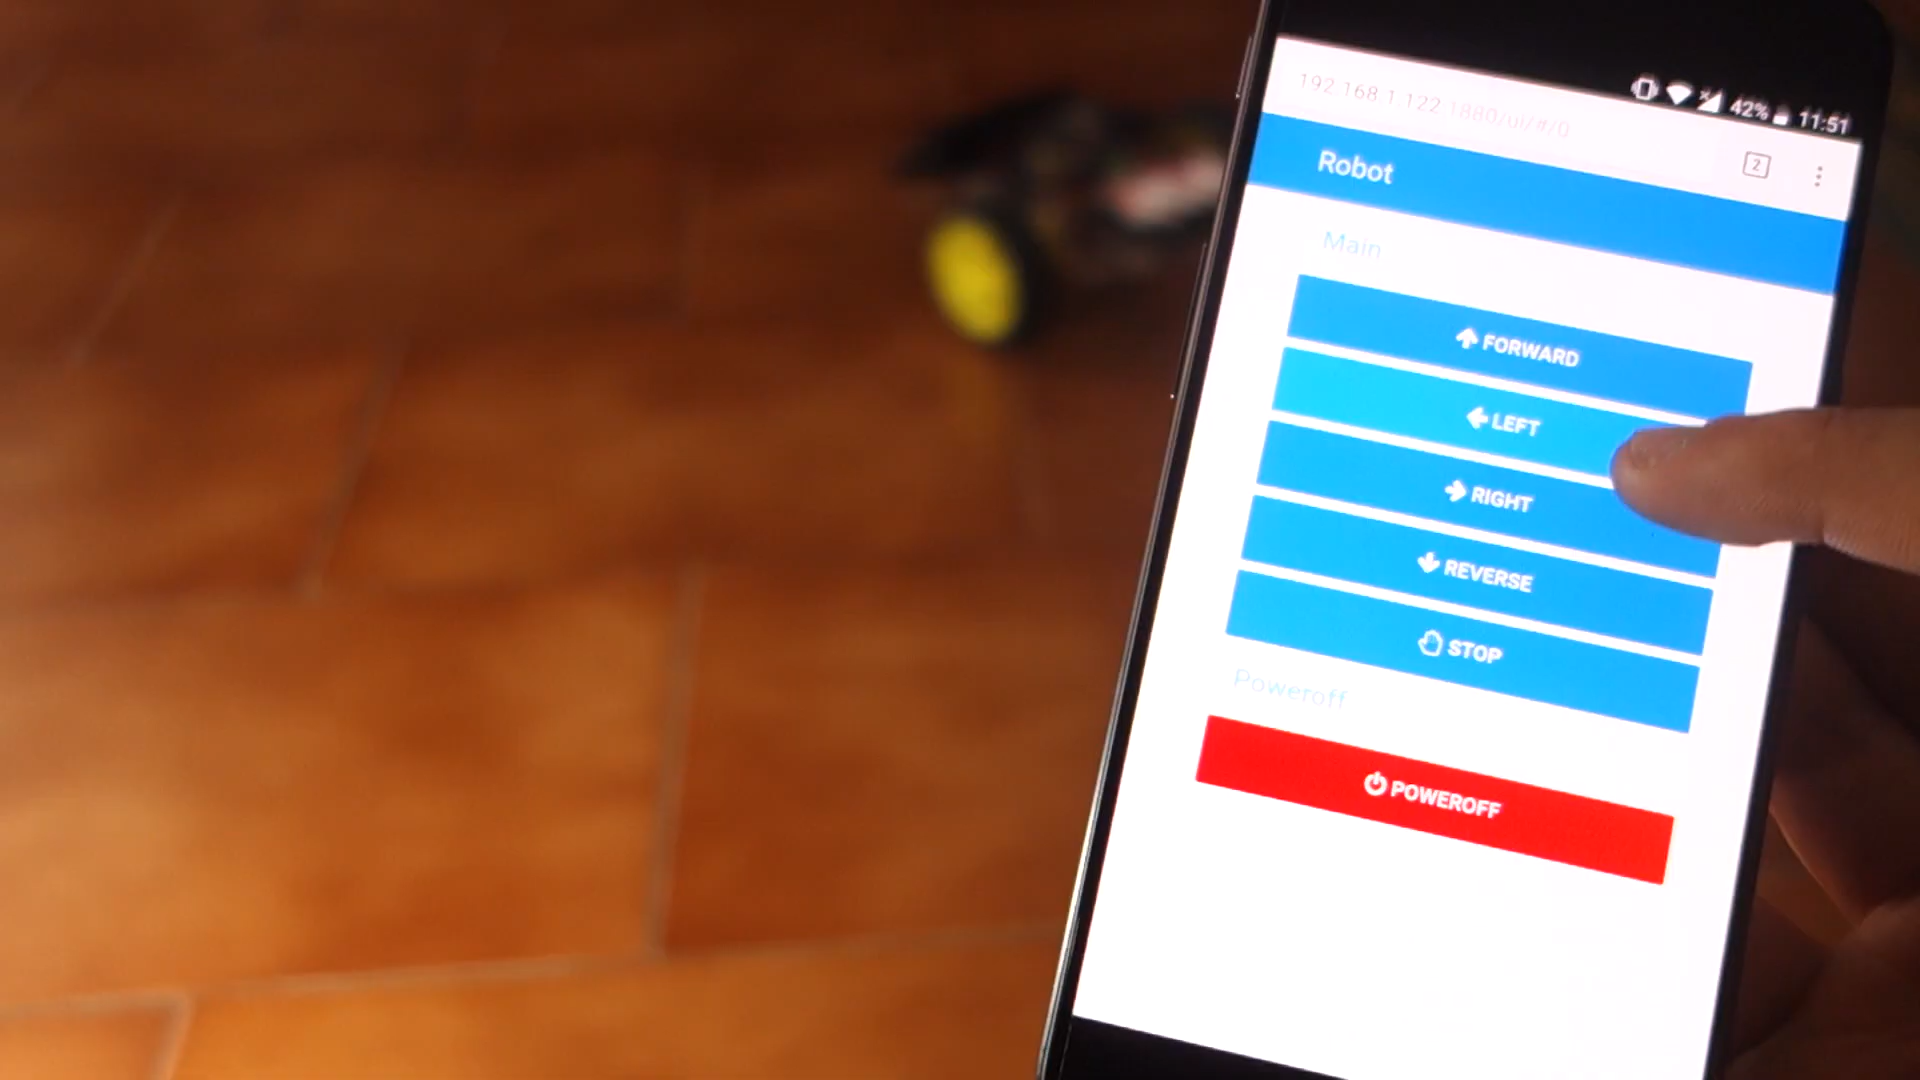 42% 11:51
192.168.1.122:1880/ui/#/0
2
Robot
Main
FORWARD
LEFT
RIGHT
REVERSE
STOP
Poweroff
POWEROFF